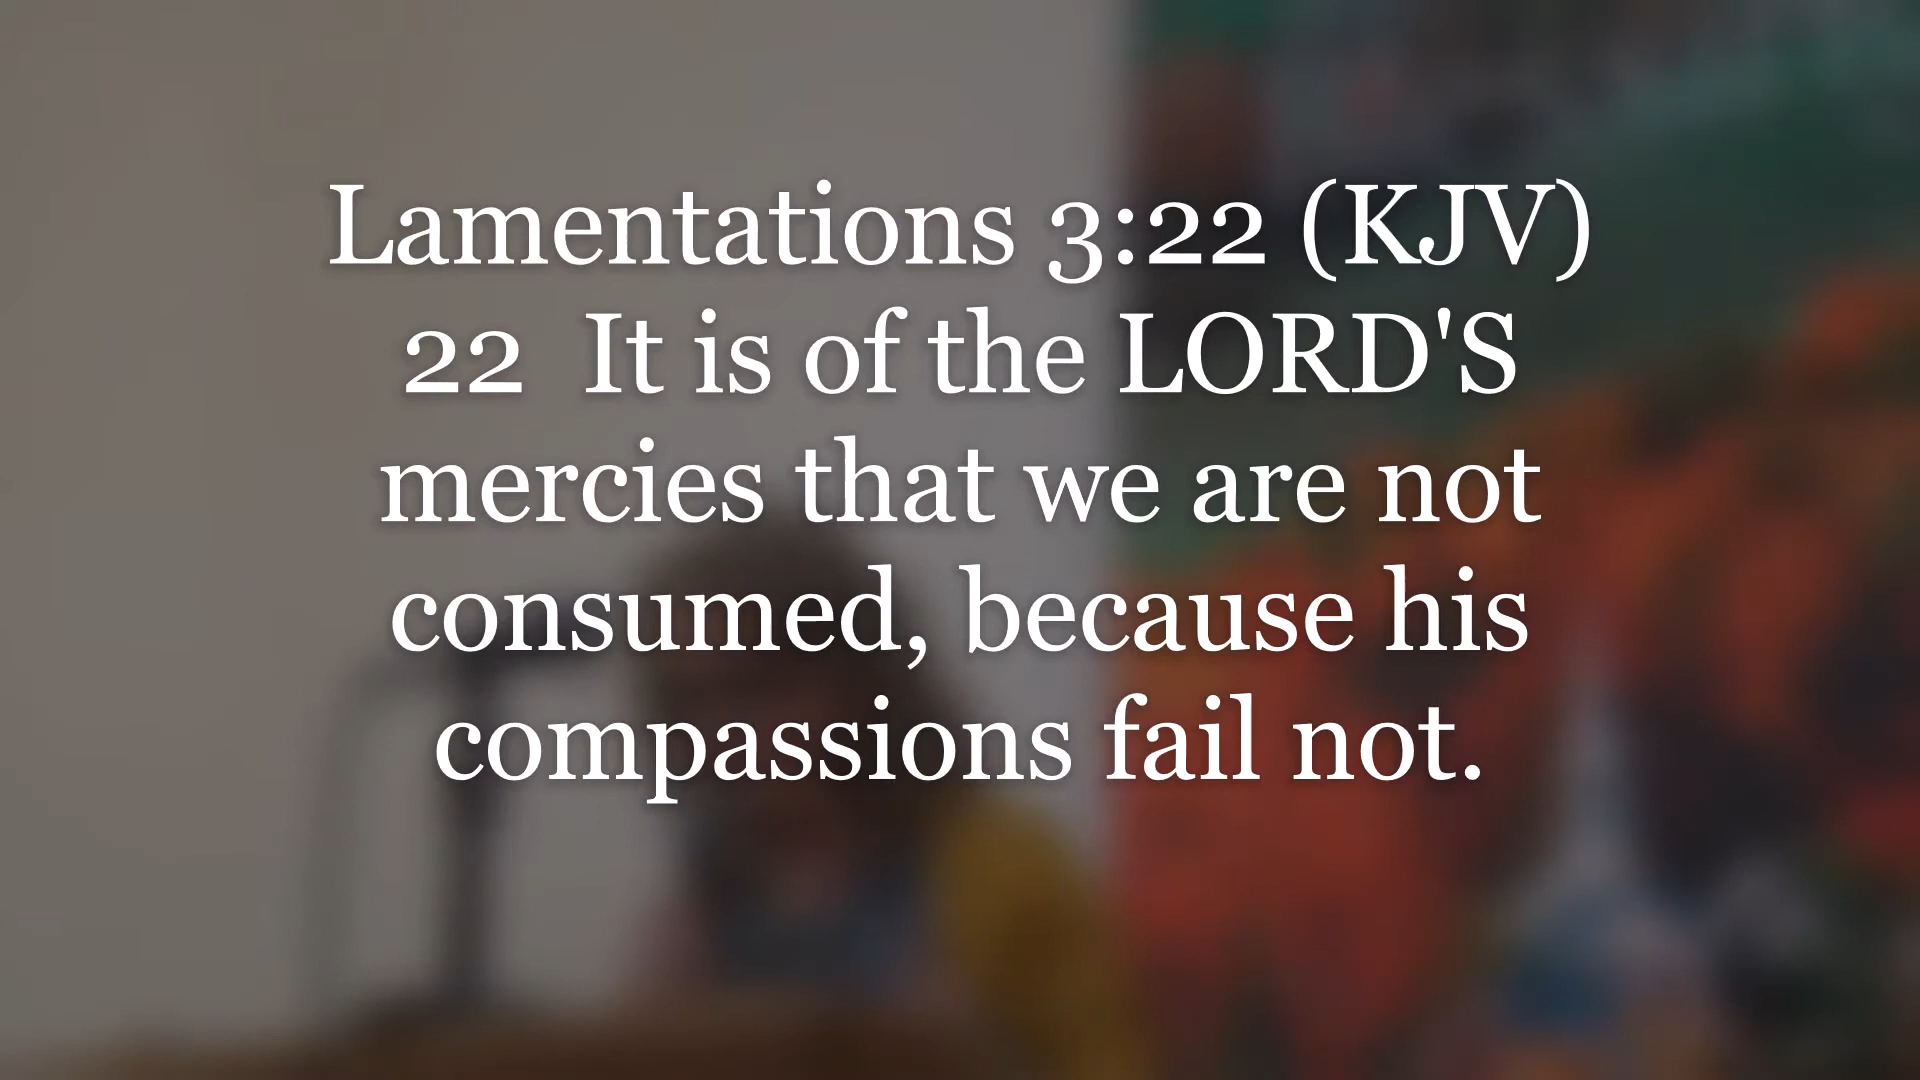 Lamentations 3:22 (KJV)
22  It is of the LORD'S
mercies that we are not
consumed, because his
compassions fail not.